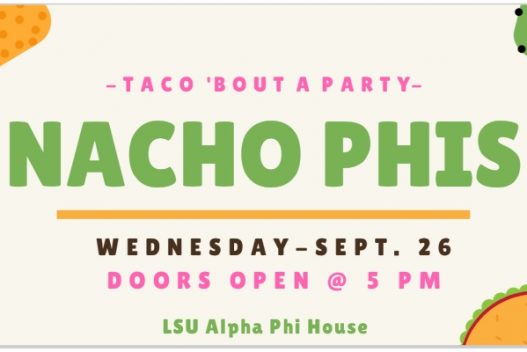 -TACO 'BOUT A PARTY-
NACHO PHIS
WEDNESDAY-SEPT. 26
DOORS OPEN @ 5 PM
LSU Alpha Phi House